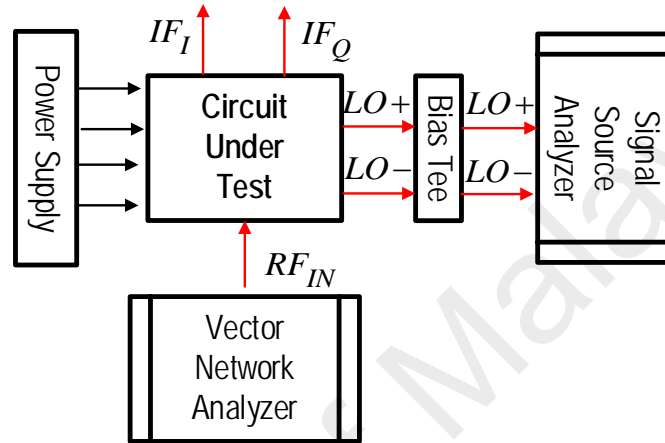 IF_I
IF_Q
Power Supply
Circuit
Under
Test
LO+
LO−
Bias Tee
LO+
LO−
Signal
Source
Analyzer
RF_IN
Vector
Network
Analyzer
f Mala